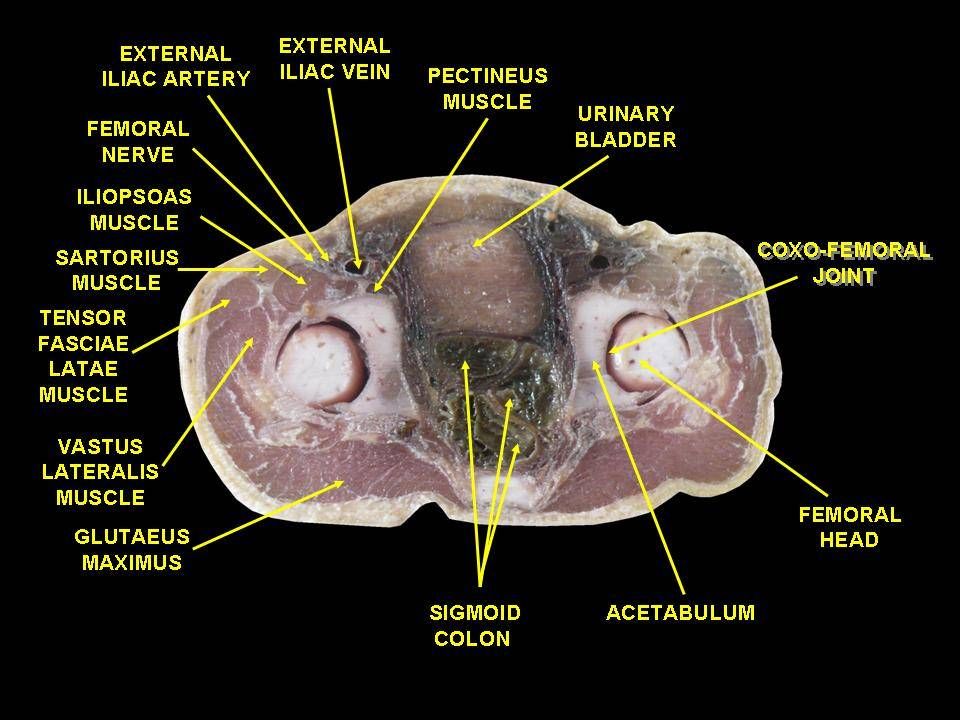 EXTERNAL
ILIAC ARTERY
EXTERNAL
ILIAC VEIN
PECTINEUS
MUSCLE
URINARY
BLADDER
FEMORAL
NERVE
ILIOPSOAS
MUSCLE
SARTORIUS
MUSCLE
COXO-FEMORAL
JOINT
TENSOR
FASCIAE
LATAE
MUSCLE
VASTUS
LATERALIS
MUSCLE
GLUTAEUS
MAXIMUS
FEMORAL
HEAD
SIGMOID
COLON
ACETABULUM